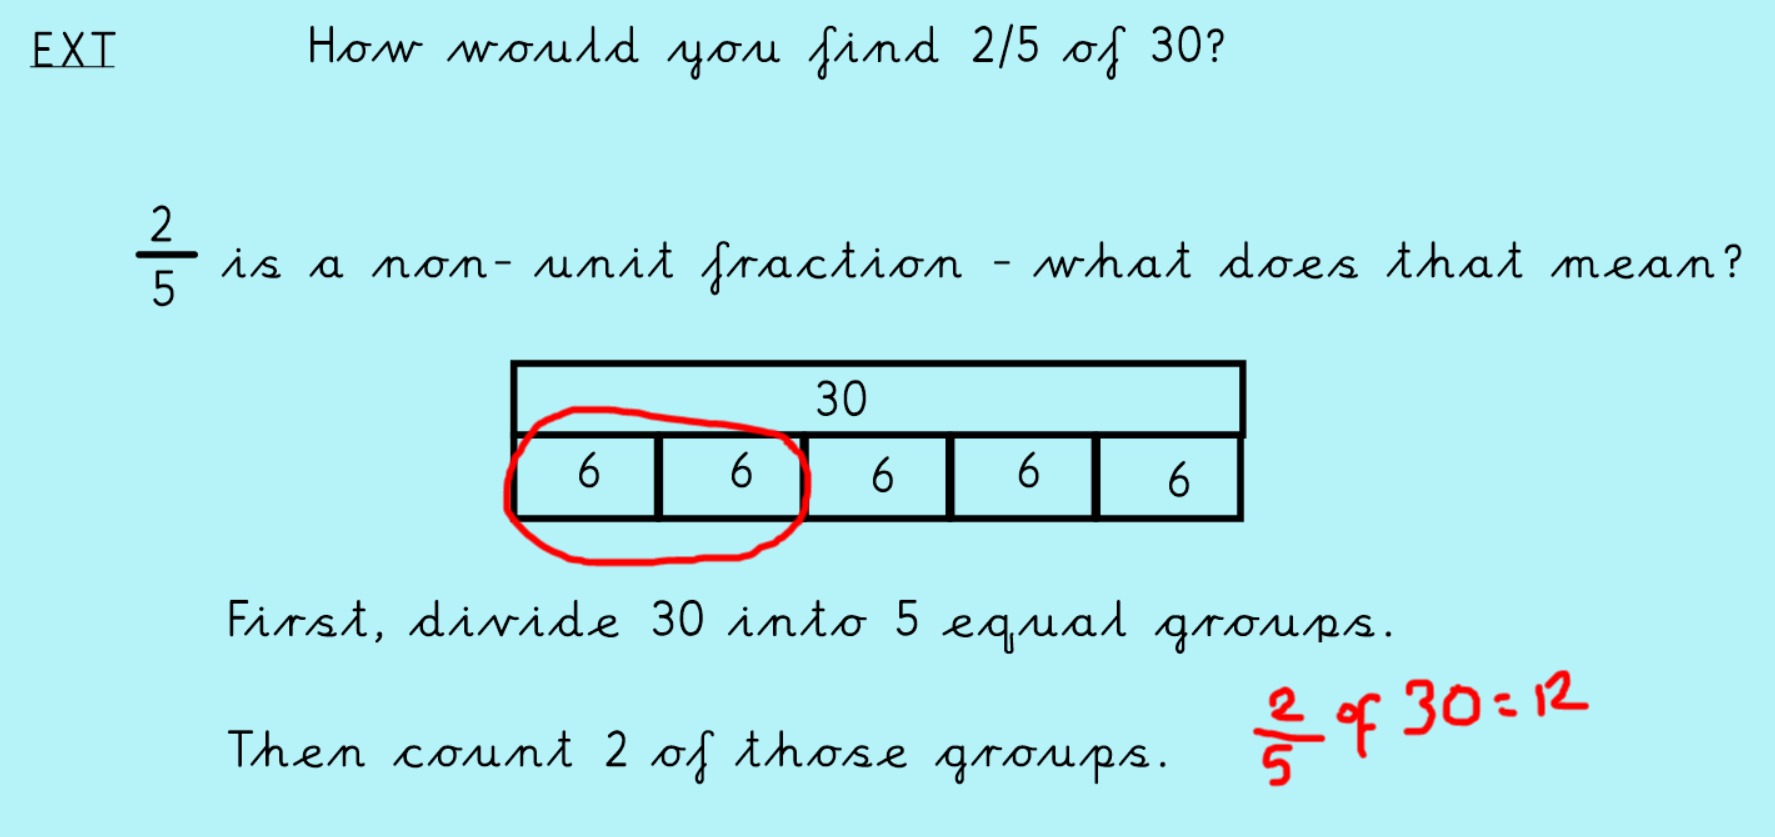 EXT How would you find 2/5 of 30?
2
5
is a non-unit fraction - what does that mean?
30
6 6 6 6 6
First, divide 30 into 5 equal groups.
Then count 2 of those groups.
2/5 of 30 = 12